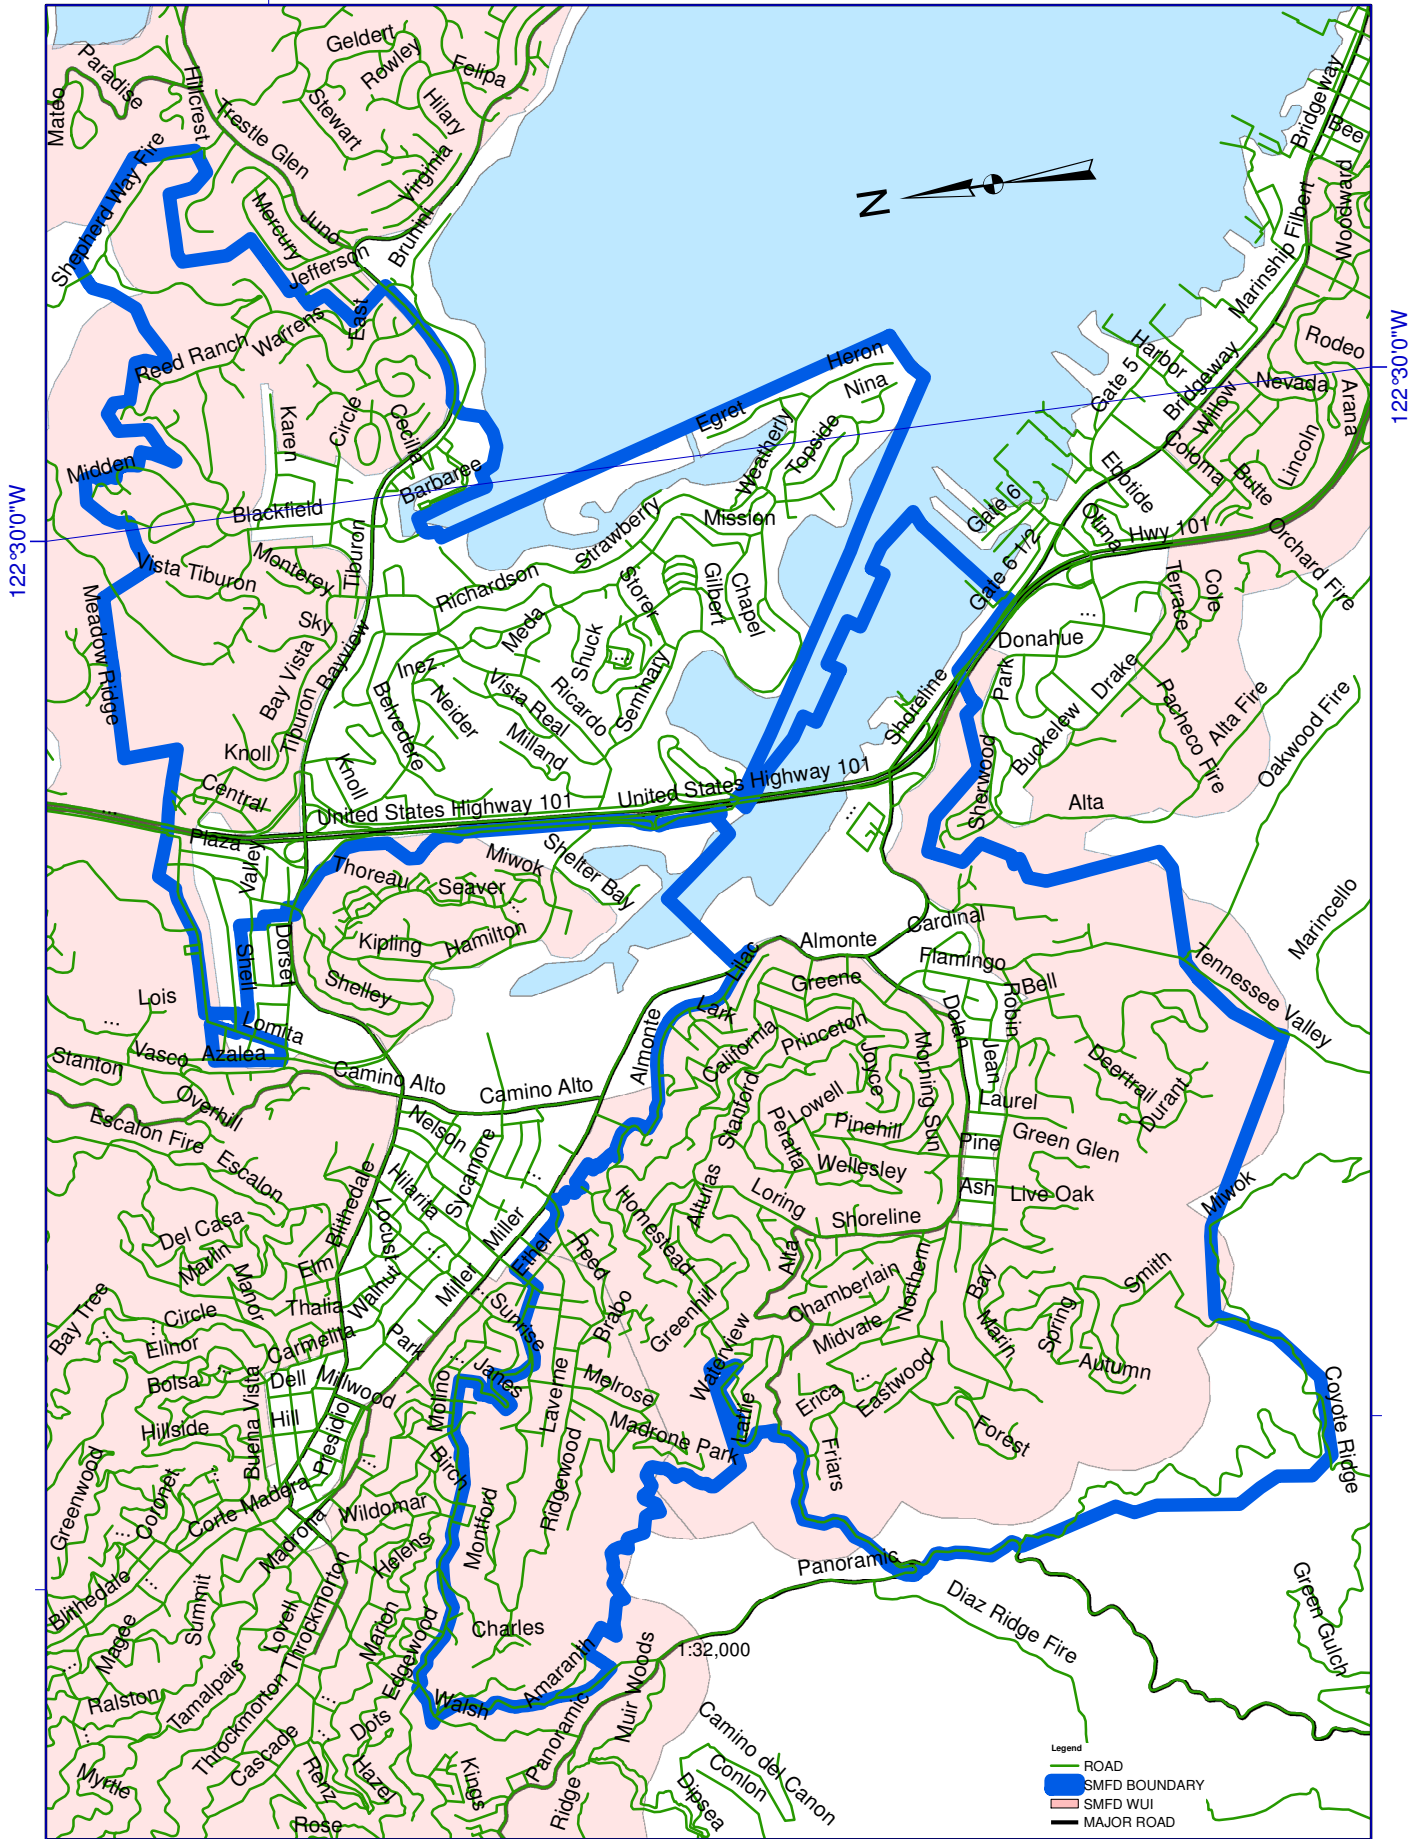 Geldert
Rowley
Felipa
Paradise
Mateo
Hillcrest
Stewart
Hilary
Trestle Glen
Virginia
Shepherd Way Fire
Mercury
Juno
Brunini
Jefferson
East
Warrens
Reed Ranch
Karen
Circle
Cecilia
Midden
Barbaree
Blackfield
Vista Tiburon
Monterey
Tiburon
Meadow Ridge
Sky
Bay Vista
Bayview
Tiburon
Knoll
Central
Knoll
Belvedere
Inez
Neider
Richardson
Meda
Vista Real
Milland
Ricardo
Shuck
Storer
...
Seminary
Strawberry
Mission
Gilbert
Chapel
Egret
Weatherly
Topside
Nina
Heron
N
Bridgeway
Bee
Woodward
Filbert
Marinship
Rodeo
Harbor
Gate 5
Bridgeway
Willow
Nevada
Arana
Coloma
Lincoln
Butte
Ebbtide
Olima
Hwy 101
Gate 6
Gate 6 1/2
Orchard Fire
Terrace
Cole
...
Donahue
Park
Drake
Buckelew
Pacheco Fire
Alta Fire
Oakwood Fire
Shoreline
Sherwood
Alta
122°30'0"W
122°30'0"W
...
United States Highway 101
United States Highway 101
...
Plaza
Valley
Thoreau
Miwok
Shelter Bay
Seaver
...
Kipling
Hamilton
Shell
Dorset
Shelley
Lois
...
Lomita
Azalea
Vasco
Stanton
Camino Alto
Camino Alto
Overhill
Escalon Fire
Escalon
Nelson
Sycamore
...
Hilarita
Locust
Blithedale
...
Miller
Miller
Walnut
Del Casa
Marlin
Manor
Elm
Thalia
Circle
...
Elinor
Bay Tree
...
Carmelita
Park
Bolsa
...
Dell
Millwood
Hill
Hillside
Buena Vista
Presidio
Greenwood
Coronet
...
...
Corte Madera
Madrona
Wildomar
...
Helens
Blithedale
...
Magee
...
Summit
Lovell
Throckmorton
Marion
Edgewood
Ralston
Tamalpais
Throckmorton
...
Dots
...
Cascade
...
Myrtle
Renz
Hazel
Rose
Kings
Walsh
Amaranth
Panoramic
Ridge
Muir Woods
Charles
Montford
Birch
Molino
Janes
...
Sunrise
...
Ethel
Reed
Brabo
Laverne
Melrose
Ridgewood
Madrone Park
Homestead
Greenhill
Alturas
Waterview
Lattie
Lilac
Lark
Almonte
Almonte
Cardinal
Flamingo
Greene
California
Princeton
Stanford
Joyce
Morning Sun
Dolan
Jean
Robin
RBell
Lowell
Peralta
Pinehill
Wellesley
Loring
Shoreline
Alta
Chamberlain
Midvale
Northern
Laurel
Pine
Green Glen
Ash
Live Oak
Deertrail
Durant
Tennessee Valley
Marincello
Miwok
Smith
Bay
Marin
Spring
Autumn
Erica
...
Eastwood
Friars
Forest
Coyote Ridge
Panoramic
Diaz Ridge Fire
Green Gulch
1:32,000
Camino del Canon
Conlon
Dipsea
Legend
ROAD
SMFD BOUNDARY
SMFD WUI
MAJOR ROAD